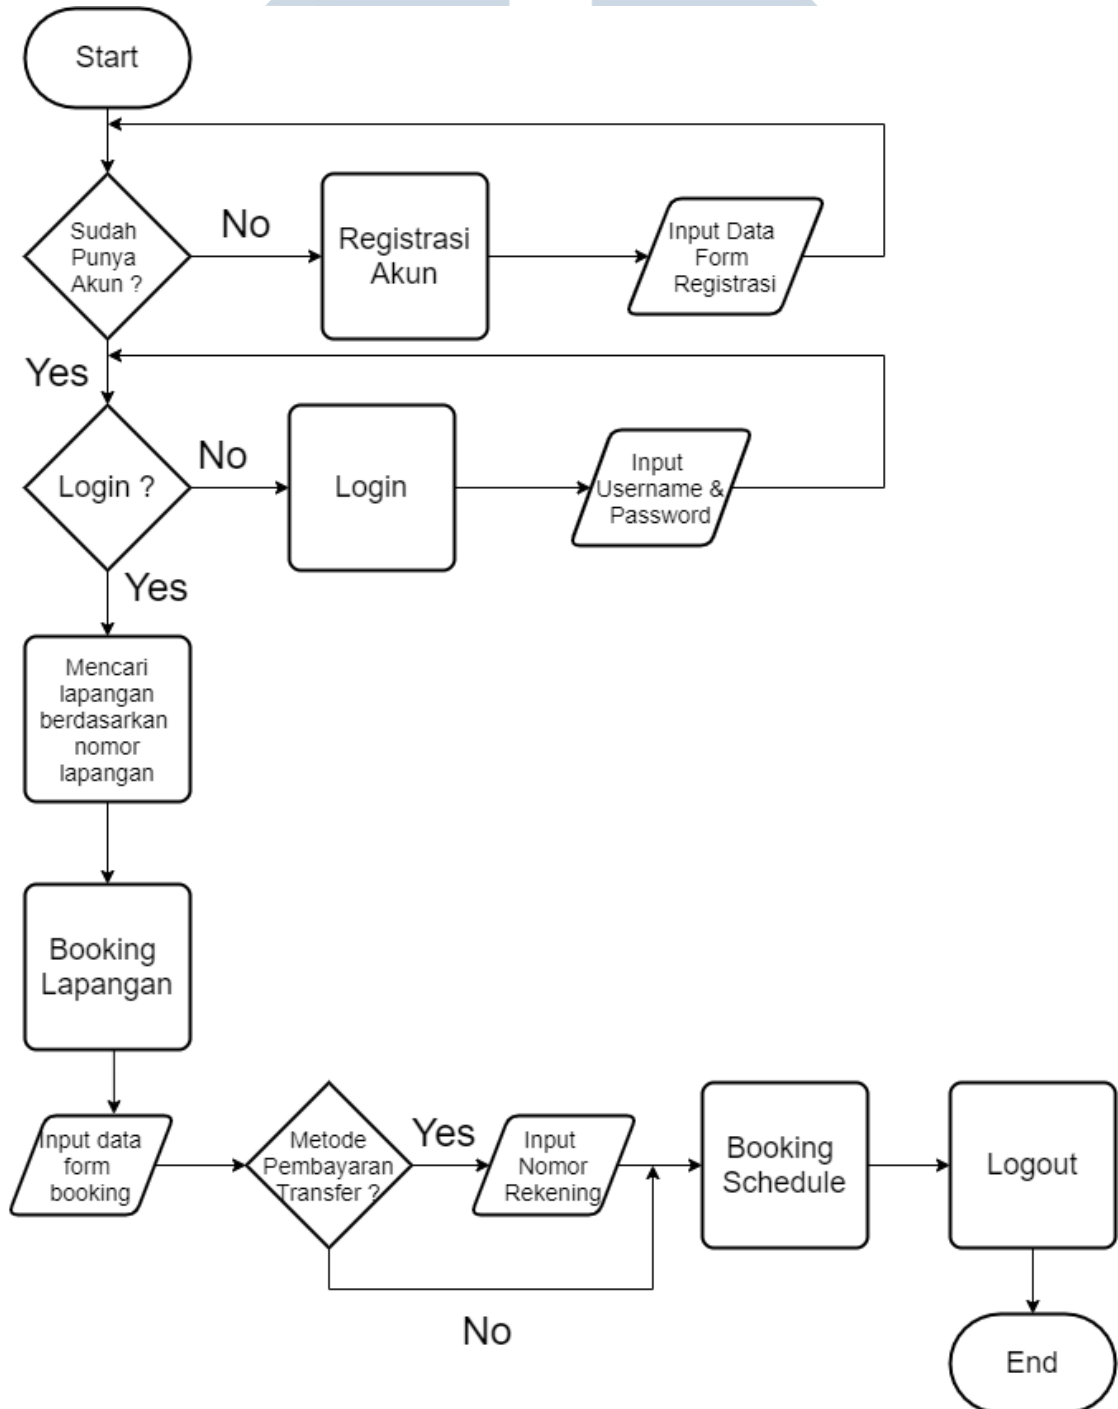 Start
Sudah
Punya
Akun ?
No
Registrasi
Akun
Input Data
Form
Registrasi
Yes
Login ?
No
Login
Input
Username &
Password
Yes
Mencari
lapangan
berdasarkan
nomor
lapangan
Booking
Lapangan
Input data
form
booking
Metode
Pembayaran
Transfer ?
Yes
Input
Nomor
Rekening
No
Booking
Schedule
Logout
End